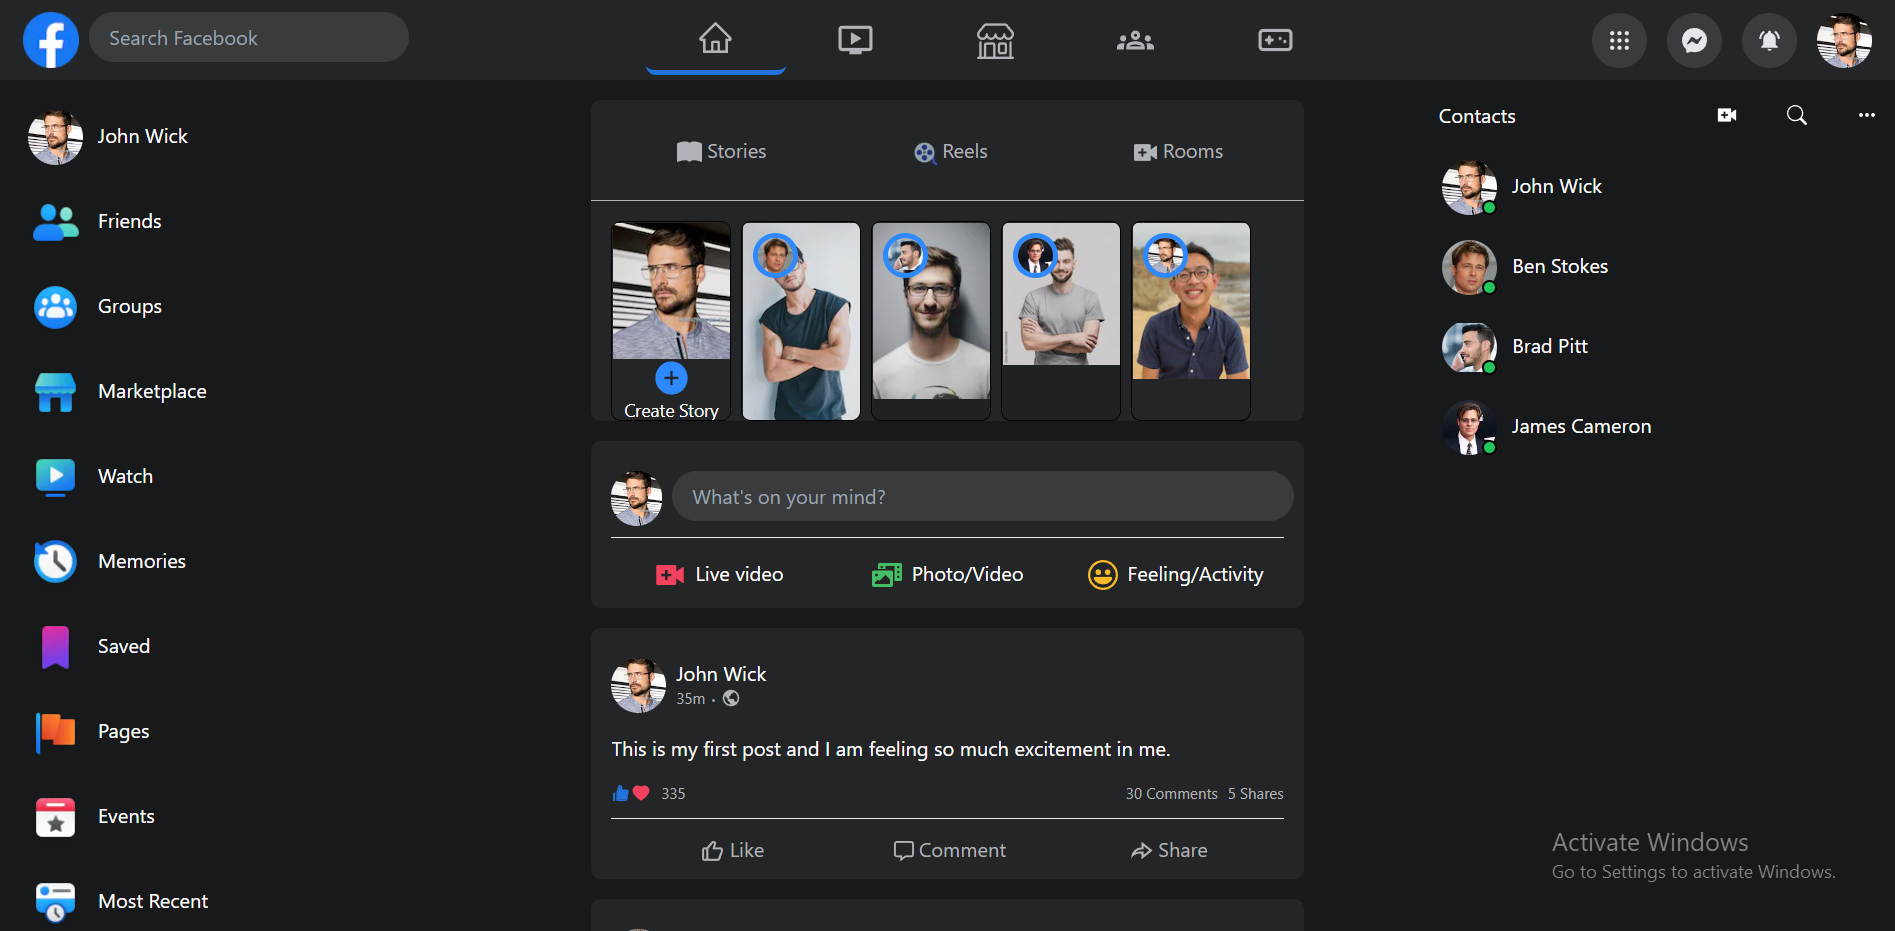 Search Facebook
John Wick
Friends
Groups
Marketplace
Watch
Memories
Saved
Pages
Events
Most Recent
Stories
Reels
Rooms
Create Story
What's on your mind?
Live video
Photo/Video
Feeling/Activity
John Wick
35m ·
This is my first post and I am feeling so much excitement in me.
335
30 Comments 5 Shares
Like
Comment
Share
Contacts
John Wick
Ben Stokes
Brad Pitt
James Cameron
Activate Windows
Go to Settings to activate Windows.